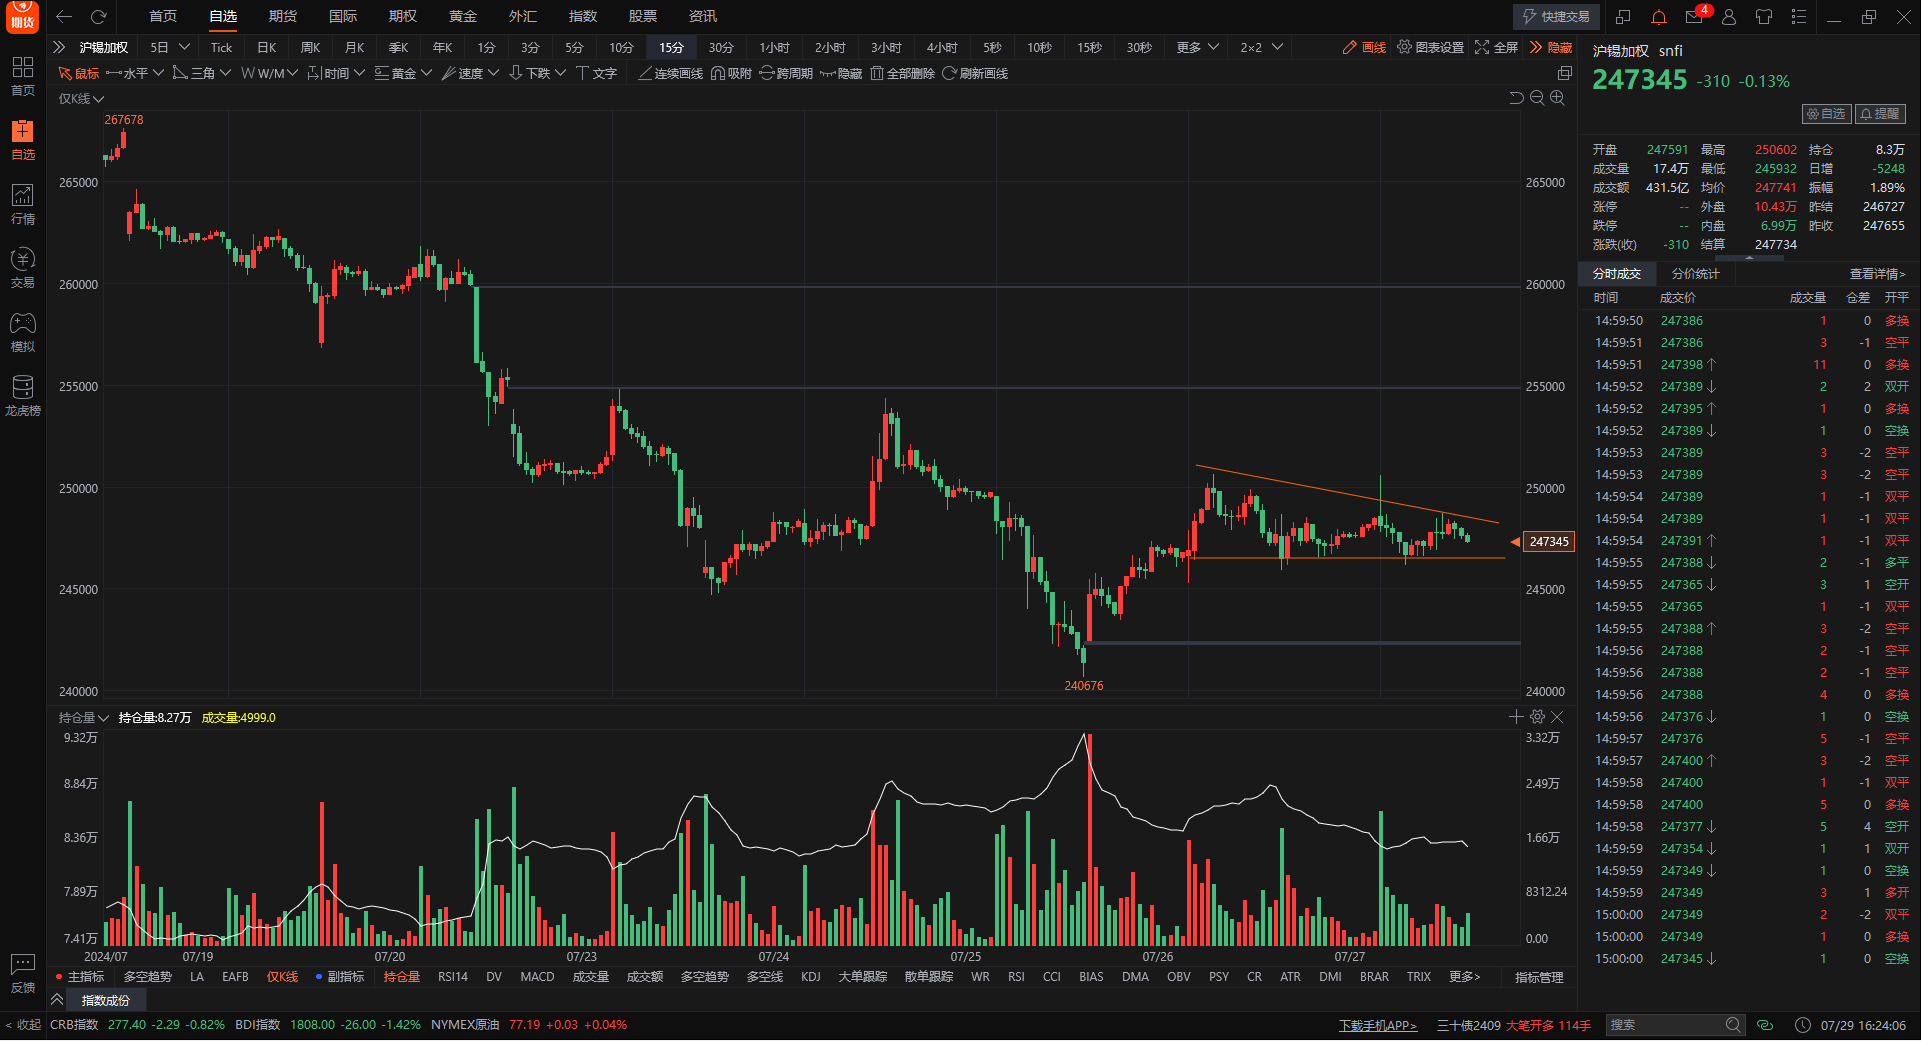 期货 首页 自选 期货 国际 期权 黄金 外汇 指数 股票 资讯 快捷交易 4
沪锡加权 5日 Tick 日K 周K 月K 季K 年K 1分 3分 5分 10分 15分 30分 1小时 2小时 3小时 4小时 5秒 10秒 15秒 30秒 更多 2×2 画线 图表设置 全屏 隐藏
鼠标 水平 三角 W/M 时间 黄金 速度 下跌 文字 连续画线 吸附 跨周期 隐藏 全部删除 刷新画线
仅K线
首页
自选
行情
交易
模拟
龙虎榜
反馈
< 收起
267678
265000 265000
260000 260000
255000 255000
250000 250000
247345
245000 245000
240676
240000 240000
持仓量 持仓量:8.27万 成交量:4999.0
9.32万 3.32万
8.84万 2.49万
8.36万 1.66万
7.89万 8312.24
7.41万 0.00
2024/07 07/19 07/20 07/23 07/24 07/25 07/26 07/27
主指标 多空趋势 LA EAFB 仅K线 副指标 持仓量 RSI14 DV MACD 成交量 成交额 多空趋势 多空线 KDJ 大单跟踪 散单跟踪 WR RSI CCI BIAS DMA OBV PSY CR ATR DMI BRAR TRIX 更多> 指标管理
指数成份
沪锡加权 snfi
247345 -310 -0.13%
自选 提醒
开盘 247591 最高 250602 持仓 8.3万
成交量 17.4万 最低 245932 日增 -5248
成交额 431.5亿 均价 247741 振幅 1.89%
涨停 -- 外盘 10.43万 昨结 246727
跌停 -- 内盘 6.99万 昨收 247655
涨跌(收) -310 结算 247734
分时成交 分价统计 查看详情>
时间 成交价 成交量 仓差 开平
14:59:50 247386 1 0 多换
14:59:51 247386 3 -1 空平
14:59:51 247398↑ 11 0 多换
14:59:52 247389↓ 2 2 双开
14:59:52 247395↑ 1 0 多换
14:59:52 247389↓ 1 0 空换
14:59:53 247389 3 -2 空平
14:59:53 247389 3 -2 空平
14:59:54 247389 1 -1 双平
14:59:54 247389 1 -1 双平
14:59:54 247391↑ 1 -1 双平
14:59:55 247388↓ 2 -1 多平
14:59:55 247365↓ 3 1 空开
14:59:55 247365 1 -1 双平
14:59:55 247388↑ 3 -2 空平
14:59:56 247388 2 -1 空平
14:59:56 247388 2 -1 空平
14:59:56 247388 4 0 多换
14:59:56 247376↓ 1 0 空换
14:59:57 247376 5 -1 空平
14:59:57 247400↑ 3 -2 空平
14:59:58 247400 1 -1 双平
14:59:58 247400 5 0 多换
14:59:58 247377↓ 5 4 空开
14:59:59 247354↓ 1 1 双开
14:59:59 247349↓ 1 0 空换
14:59:59 247349 3 1 多开
15:00:00 247349 2 -2 双平
15:00:00 247349 1 0 多换
15:00:00 247345↓ 1 0 空换
CRB指数 277.40 -2.29 -0.82% BDI指数 1808.00 -26.00 -1.42% NYMEX原油 77.19 +0.03 +0.04% 下载手机APP> 三十债2409 大笔开多 114手 搜索 07/29 16:24:06